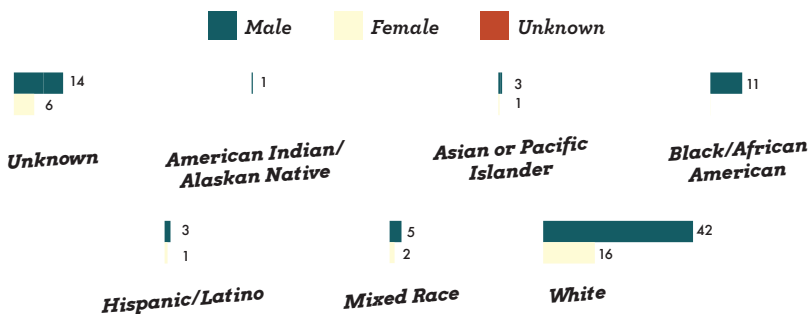 Male Female Unknown
14 1 3 11
6 1
Unknown American Indian/ Asian or Pacific Black/African
Alaskan Native Islander American
3 5 42
1 2 16
Hispanic/Latino Mixed Race White